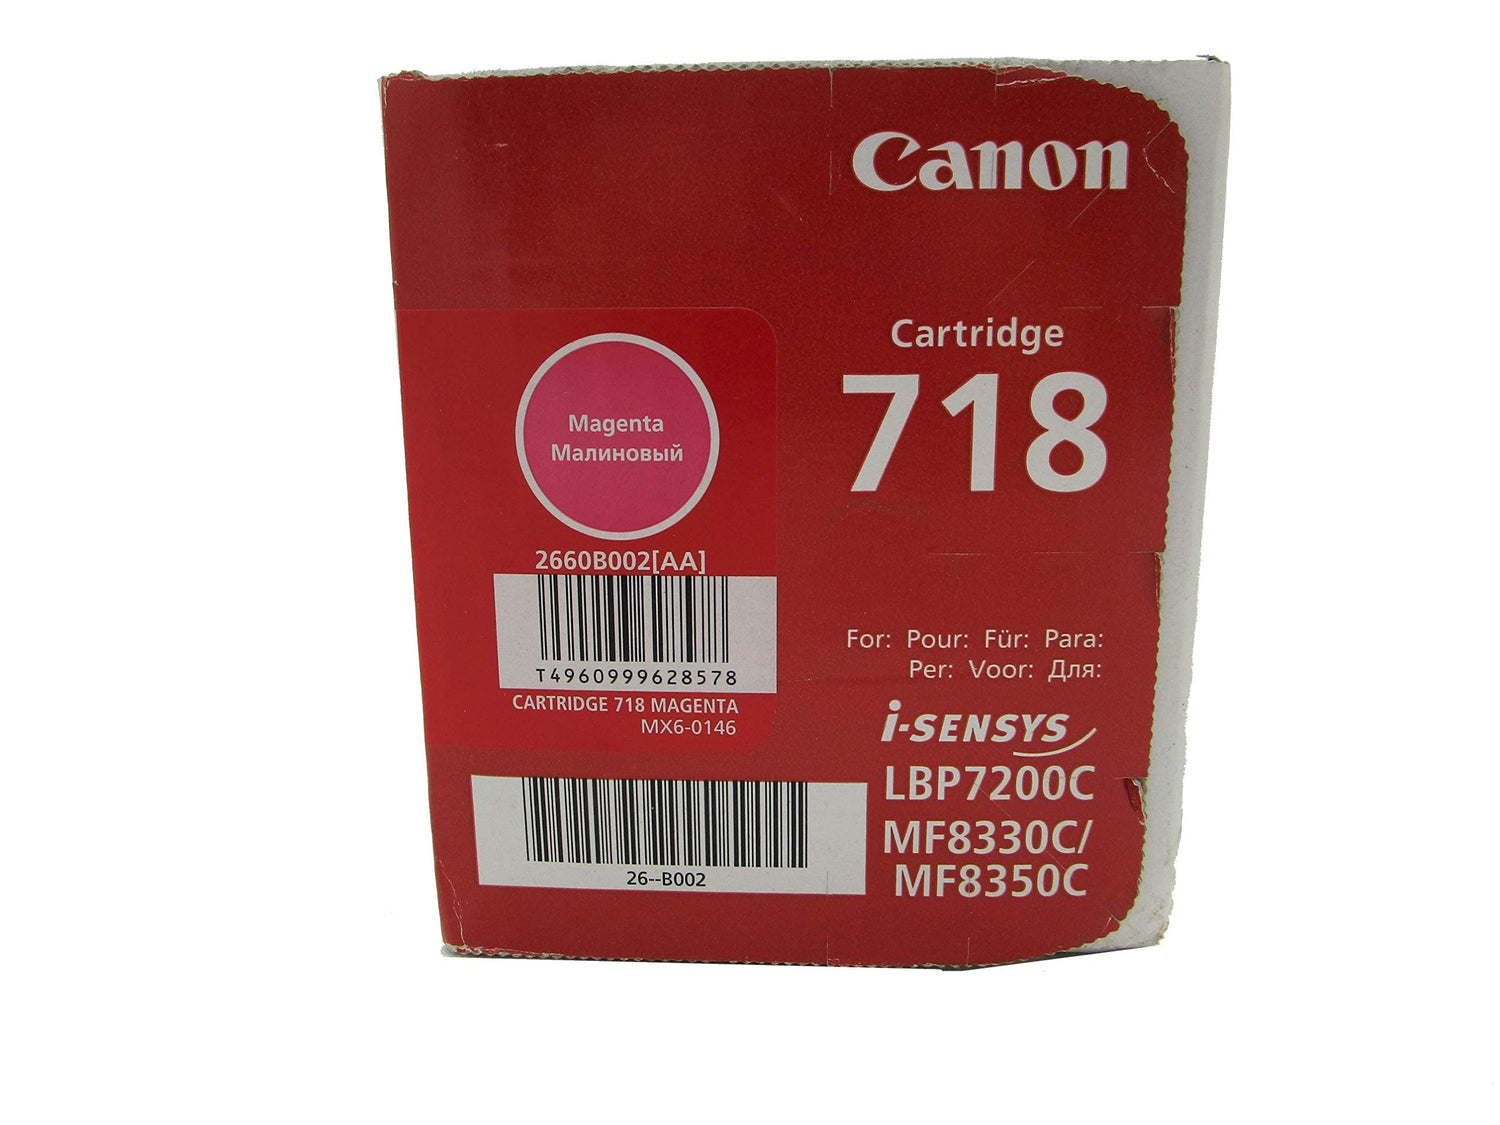 Canon
Cartridge
718
Magenta
Малиновый
2660B002[AA]
T4960999628578
CARTRIDGE 718 MAGENTA
MX6-0146
26--B002
For: Pour: Für: Para:
Per: Voor: Для:
i-SENSYS
LBP7200C
MF8330C/
MF8350C